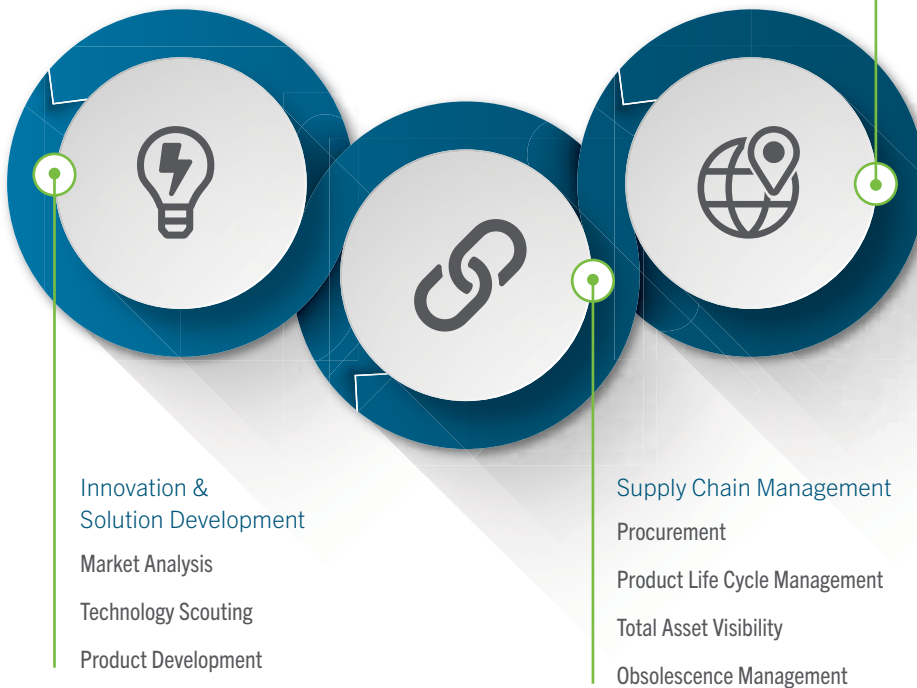 Innovation &
Solution Development
Market Analysis
Technology Scouting
Product Development
Supply Chain Management
Procurement
Product Life Cycle Management
Total Asset Visibility
Obsolescence Management